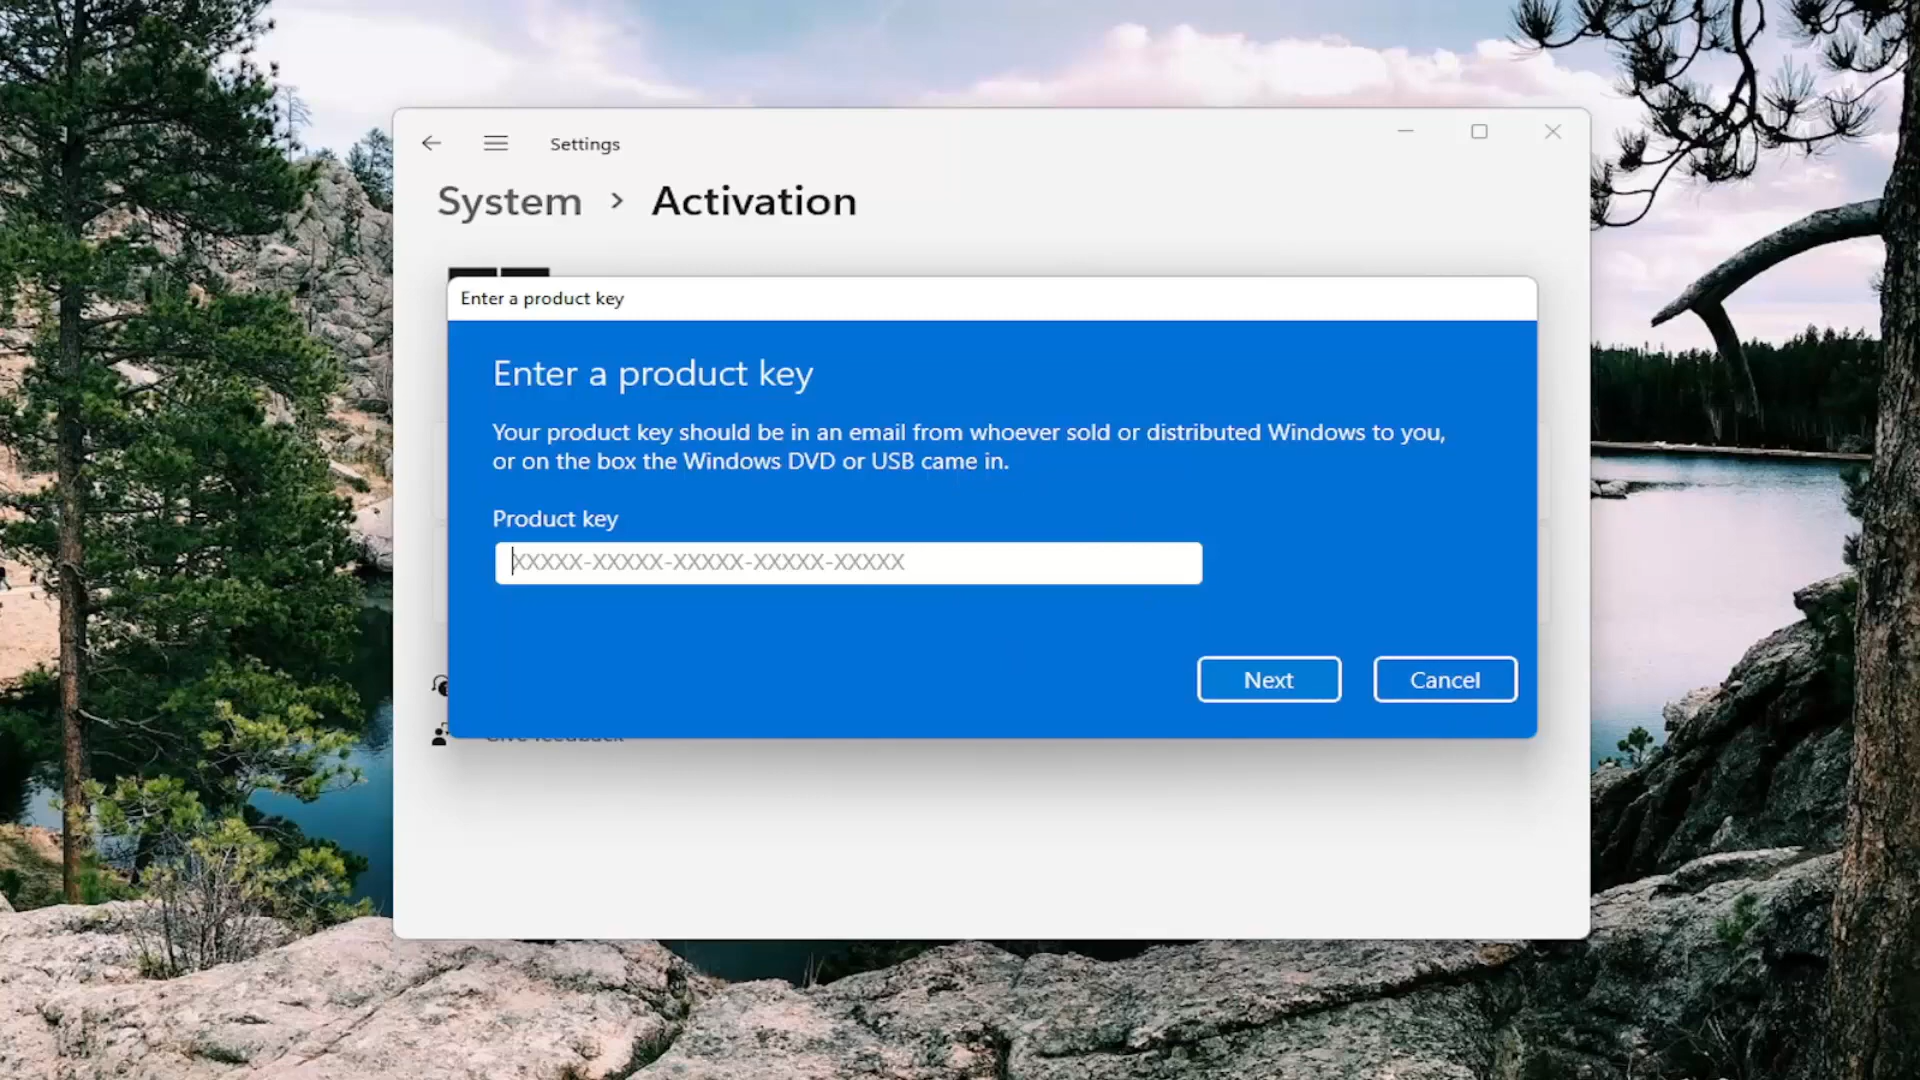 Settings
System > Activation
Enter a product key
Enter a product key
Your product key should be in an email from whoever sold or distributed Windows to you,
or on the box the Windows DVD or USB came in.
Product key
XXXXX-XXXXX-XXXXX-XXXXX-XXXXX
Next Cancel
Give feedback